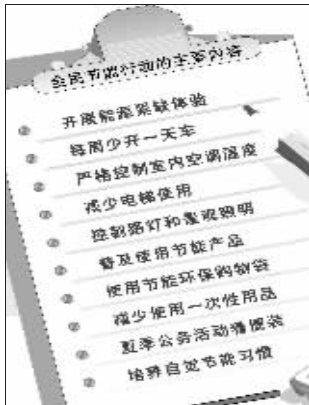 全民节能行动的主要内容
开展能源紧缺体验
每周少开一天车
严格控制室内空调温度
减少电梯使用
控制路灯和景观照明
普及使用节能产品
使用节能环保购物袋
减少使用一次性用品
夏季公务活动着便装
培养自觉节能习惯